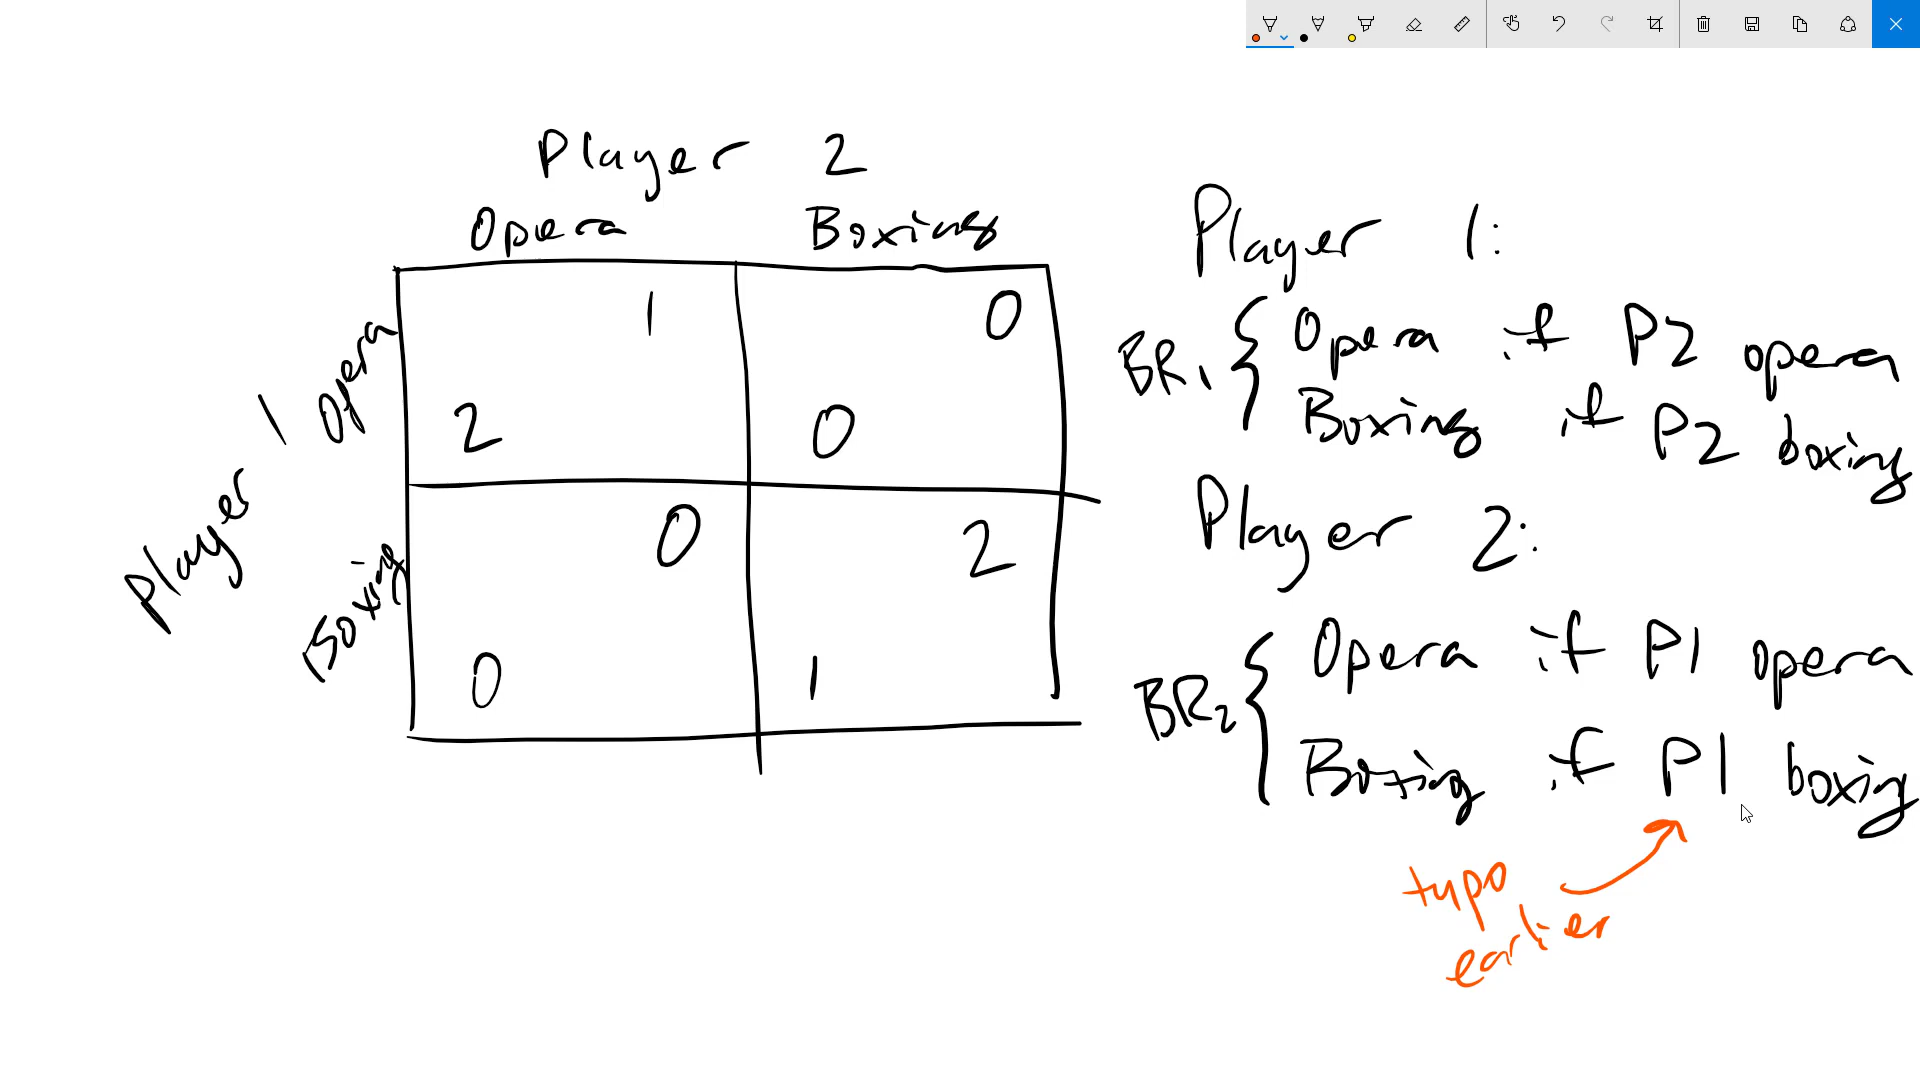 Player 2
Opera Boxing
Player 1
Opera
1 0
2 0
Boxing
0 2
0 1
Player 1:
BR1 { Opera if P2 opera
Boxing if P2 boxing
Player 2:
BR2 { Opera if P1 opera
Boxing if P1 boxing
typo
earlier